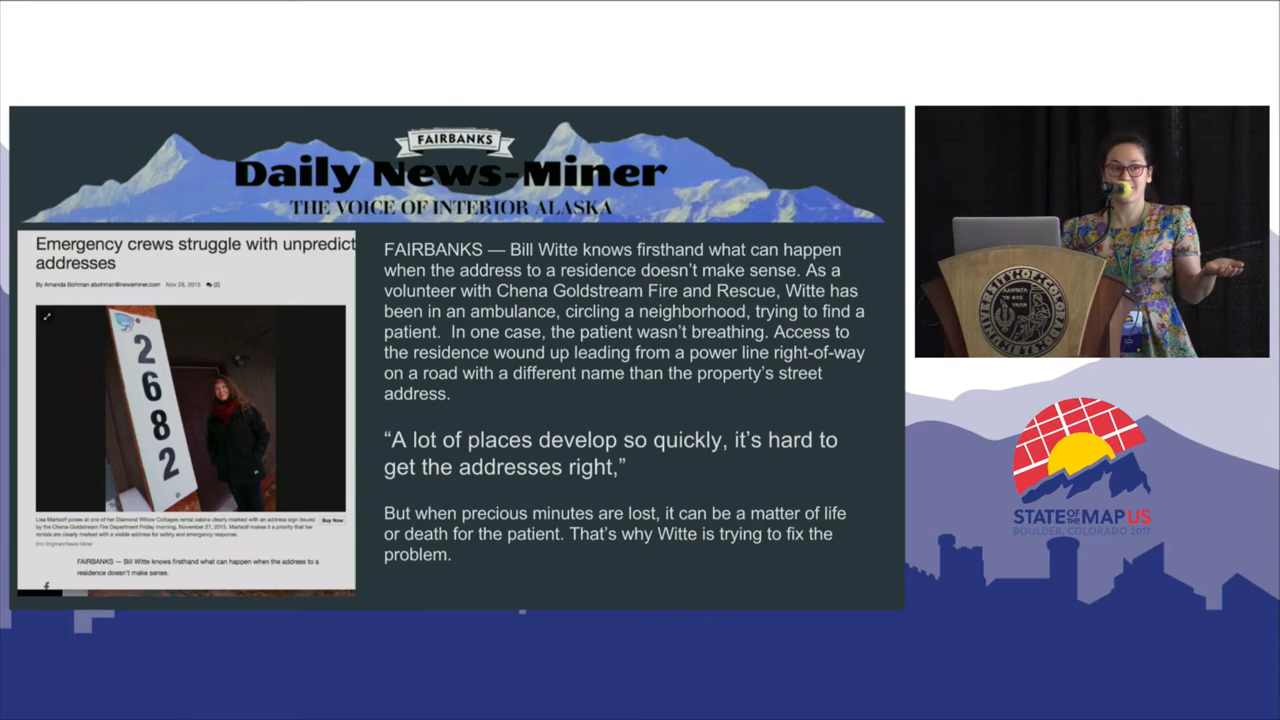 FAIRBANKS
Daily News-Miner
THE VOICE OF INTERIOR ALASKA
Emergency crews struggle with unpredict
addresses
By Amanda Bohman abohman@newsminer.com Nov 28, 2015 (2)
2
6
8
2
Lisa Martsolf poses at one of her Diamond Willow Cottages rental cabins clearly marked with an address sign issued
by the Chena-Goldstream Fire Department Friday morning, November 27, 2015. Martsolf makes it a priority that her
rentals are clearly marked with a visible address for safety and emergency response.
Buy Now
Eric Engman/News-Miner
FAIRBANKS — Bill Witte knows firsthand what can happen when the address to a
residence doesn't make sense.
FAIRBANKS — Bill Witte knows firsthand what can happen
when the address to a residence doesn't make sense. As a
volunteer with Chena Goldstream Fire and Rescue, Witte has
been in an ambulance, circling a neighborhood, trying to find a
patient. In one case, the patient wasn't breathing. Access to
the residence wound up leading from a power line right-of-way
on a road with a different name than the property's street
address.
“A lot of places develop so quickly, it's hard to
get the addresses right,”
But when precious minutes are lost, it can be a matter of life
or death for the patient. That's why Witte is trying to fix the
problem.
UNIVERSITY OF COLORADO
STATE OF THE MAP US
BOULDER, COLORADO 2017